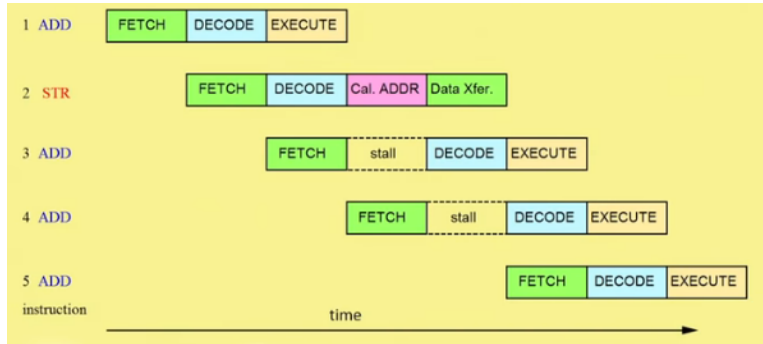 1 ADD FETCH DECODE EXECUTE
2 STR FETCH DECODE Cal. ADDR Data Xfer.
3 ADD FETCH stall DECODE EXECUTE
4 ADD FETCH stall DECODE EXECUTE
5 ADD FETCH DECODE EXECUTE
instruction time